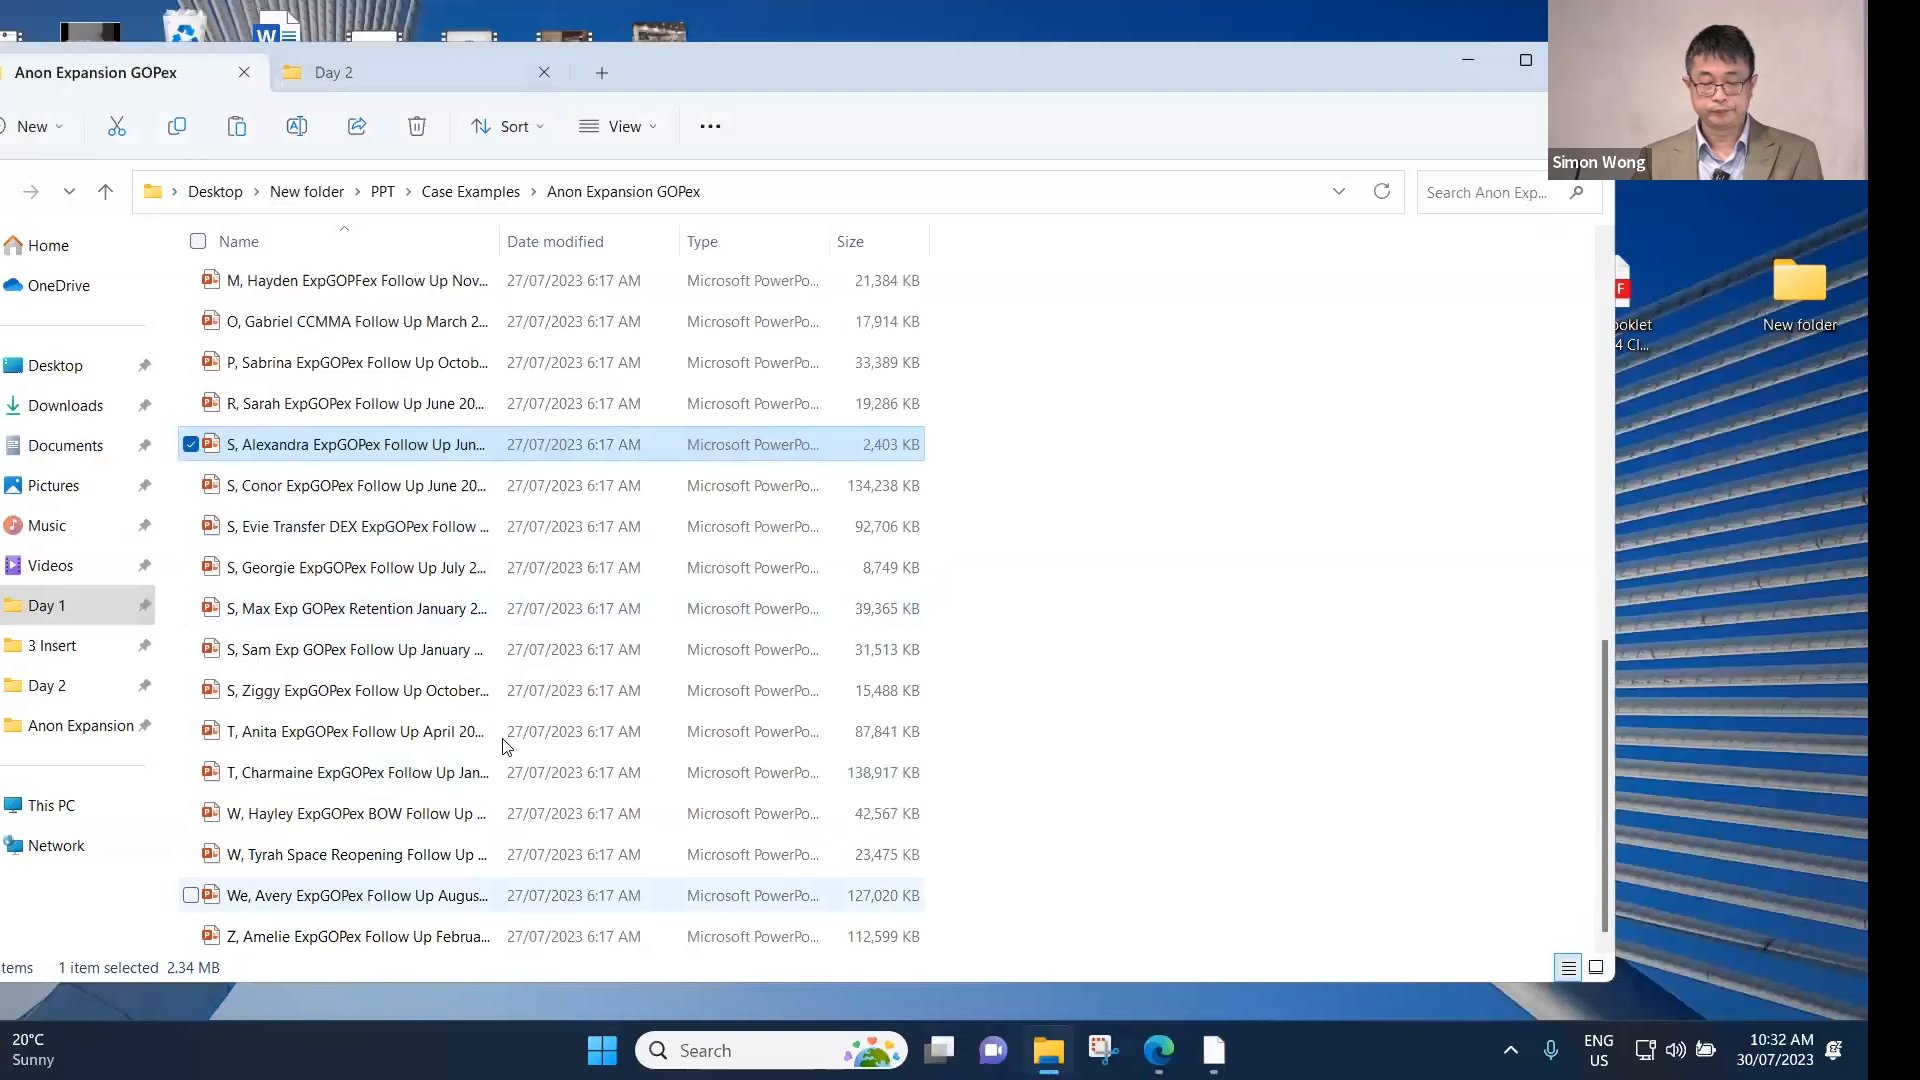 Anon Expansion GOPex
Day 2
New
Sort
View
Simon Wong
Desktop
New folder
PPT
Case Examples
Anon Expansion GOPex
Search Anon Exp...
Name
Date modified
Type
Size
Home
OneDrive
Desktop
Downloads
Documents
Pictures
Music
Videos
Day 1
3 Insert
Day 2
Anon Expansion
This PC
Network
M, Hayden ExpGOPFex Follow Up Nov... 27/07/2023 6:17 AM Microsoft PowerPo... 21,384 KB
O, Gabriel CCMMA Follow Up March 2... 27/07/2023 6:17 AM Microsoft PowerPo... 17,914 KB
P, Sabrina ExpGOPex Follow Up Octob... 27/07/2023 6:17 AM Microsoft PowerPo... 33,389 KB
R, Sarah ExpGOPex Follow Up June 20... 27/07/2023 6:17 AM Microsoft PowerPo... 19,286 KB
S, Alexandra ExpGOPex Follow Up Jun... 27/07/2023 6:17 AM Microsoft PowerPo... 2,403 KB
S, Conor ExpGOPex Follow Up June 20... 27/07/2023 6:17 AM Microsoft PowerPo... 134,238 KB
S, Evie Transfer DEX ExpGOPex Follow ... 27/07/2023 6:17 AM Microsoft PowerPo... 92,706 KB
S, Georgie ExpGOPex Follow Up July 2... 27/07/2023 6:17 AM Microsoft PowerPo... 8,749 KB
S, Max Exp GOPex Retention January 2... 27/07/2023 6:17 AM Microsoft PowerPo... 39,365 KB
S, Sam Exp GOPex Follow Up January ... 27/07/2023 6:17 AM Microsoft PowerPo... 31,513 KB
S, Ziggy ExpGOPex Follow Up October... 27/07/2023 6:17 AM Microsoft PowerPo... 15,488 KB
T, Anita ExpGOPex Follow Up April 20... 27/07/2023 6:17 AM Microsoft PowerPo... 87,841 KB
T, Charmaine ExpGOPex Follow Up Jan... 27/07/2023 6:17 AM Microsoft PowerPo... 138,917 KB
W, Hayley ExpGOPex BOW Follow Up ... 27/07/2023 6:17 AM Microsoft PowerPo... 42,567 KB
W, Tyrah Space Reopening Follow Up ... 27/07/2023 6:17 AM Microsoft PowerPo... 23,475 KB
We, Avery ExpGOPex Follow Up Augus... 27/07/2023 6:17 AM Microsoft PowerPo... 127,020 KB
Z, Amelie ExpGOPex Follow Up Februa... 27/07/2023 6:17 AM Microsoft PowerPo... 112,599 KB
tems 1 item selected 2.34 MB
ooklet
4 Cl...
New folder
20°C
Sunny
Search
ENG
US
10:32 AM
30/07/2023